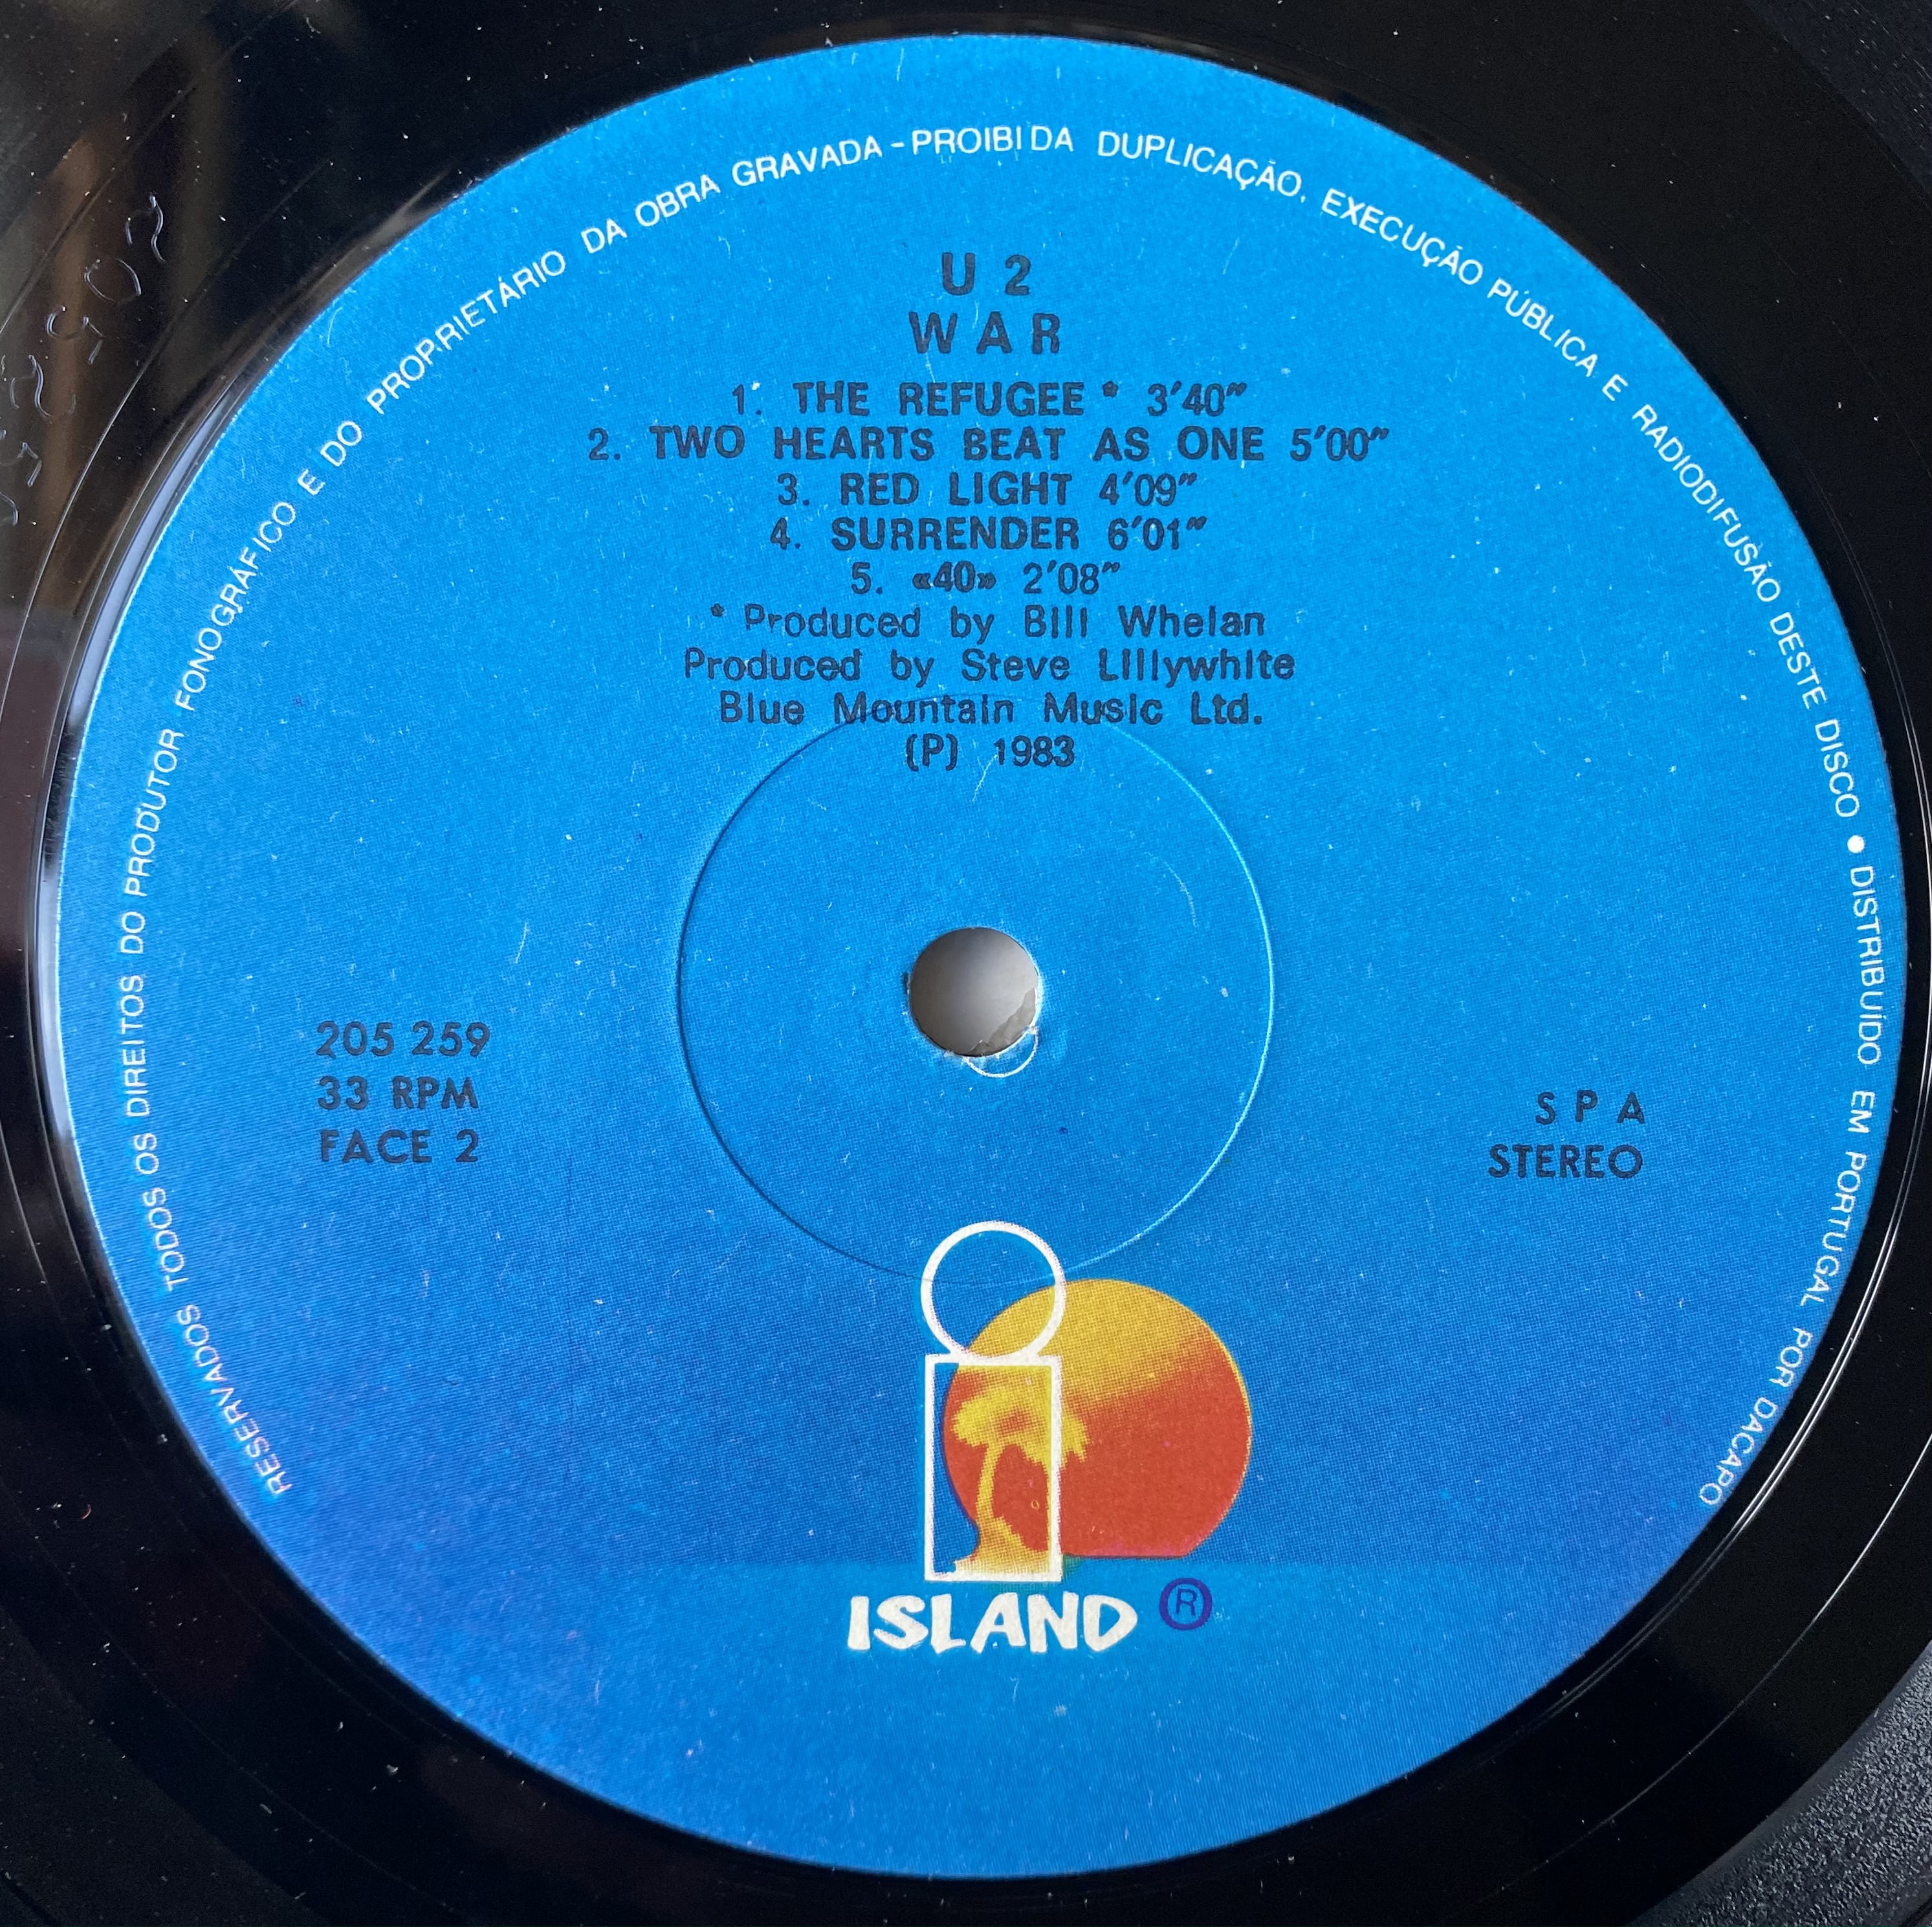 RESERVADOS TODOS OS DIREITOS DO PRODUTOR FONOGRÁFICO E DO PROPRIETÁRIO DA OBRA GRAVADA - PROIBIDA DUPLICAÇÃO, EXECUÇÃO PÚBLICA E RADIODIFUSÃO DESTE DISCO • DISTRIBUÍDO EM PORTUGAL POR DACAPO
U 2
WAR
1. THE REFUGEE * 3'40"
2. TWO HEARTS BEAT AS ONE 5'00"
3. RED LIGHT 4'09"
4. SURRENDER 6'01"
5. «40» 2'08"
* Produced by Bill Whelan
Produced by Steve Lillywhite
Blue Mountain Music Ltd.
(P) 1983
205 259
33 RPM
FACE 2
S P A
STEREO
ISLAND ®